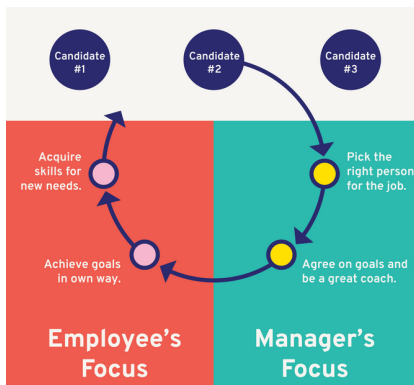 Candidate
#1
Candidate
#2
Candidate
#3
Acquire
skills for
new needs.
Pick the
right person
for the job.
Achieve goals
in own way.
Agree on goals and
be a great coach.
Employee's
Focus
Manager's
Focus